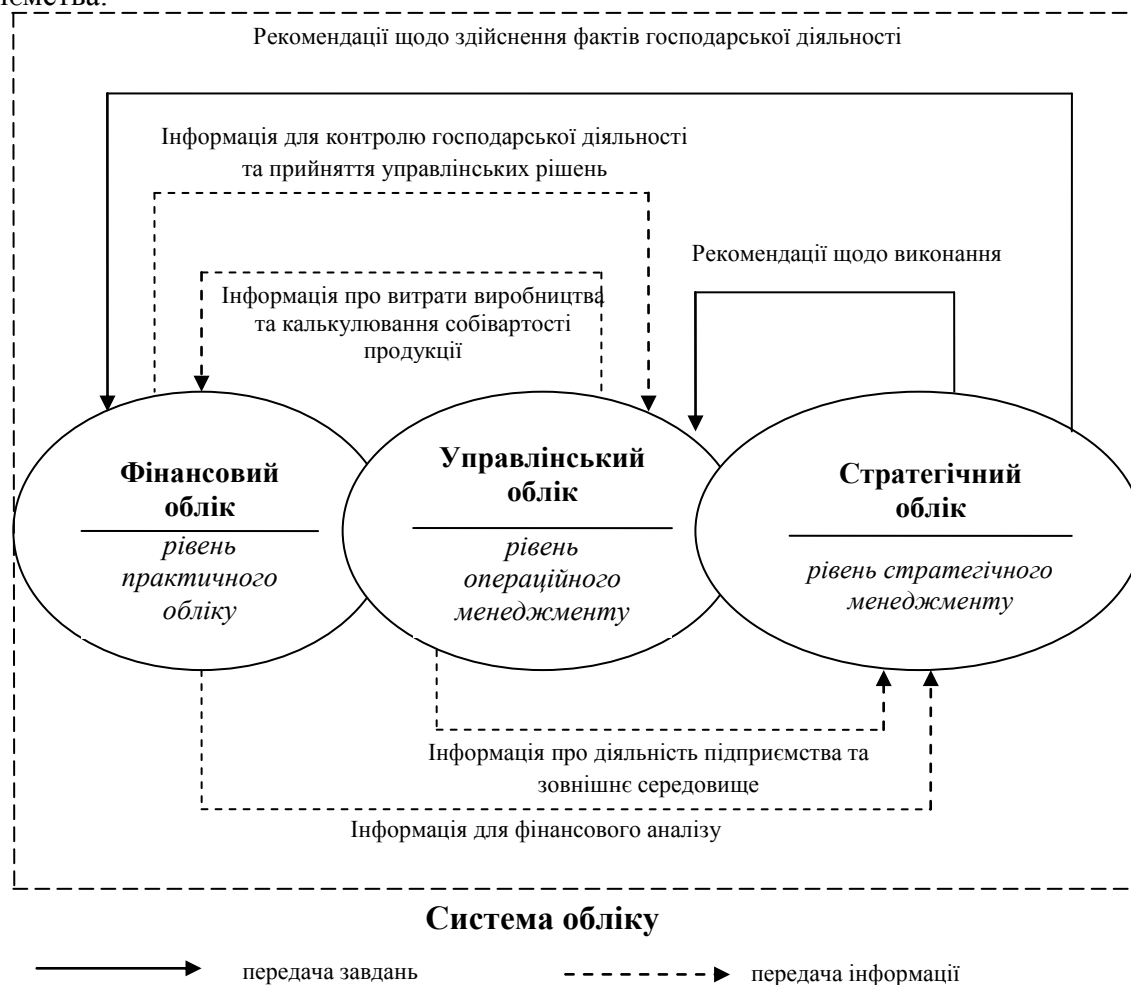 Рекомендації щодо здійснення фактів господарської діяльності
Інформація для контролю господарської діяльності
та прийняття управлінських рішень
Рекомендації щодо виконання
Інформація про витрати виробництва
та калькулювання собівартості
продукції
Фінансовий
облік
рівень
практичного
обліку
Управлінський
облік
рівень
операційного
менеджменту
Стратегічний
облік
рівень стратегічного
менеджменту
Інформація про діяльність підприємства та
зовнішнє середовище
Інформація для фінансового аналізу
Система обліку
передача завдань
передача інформації